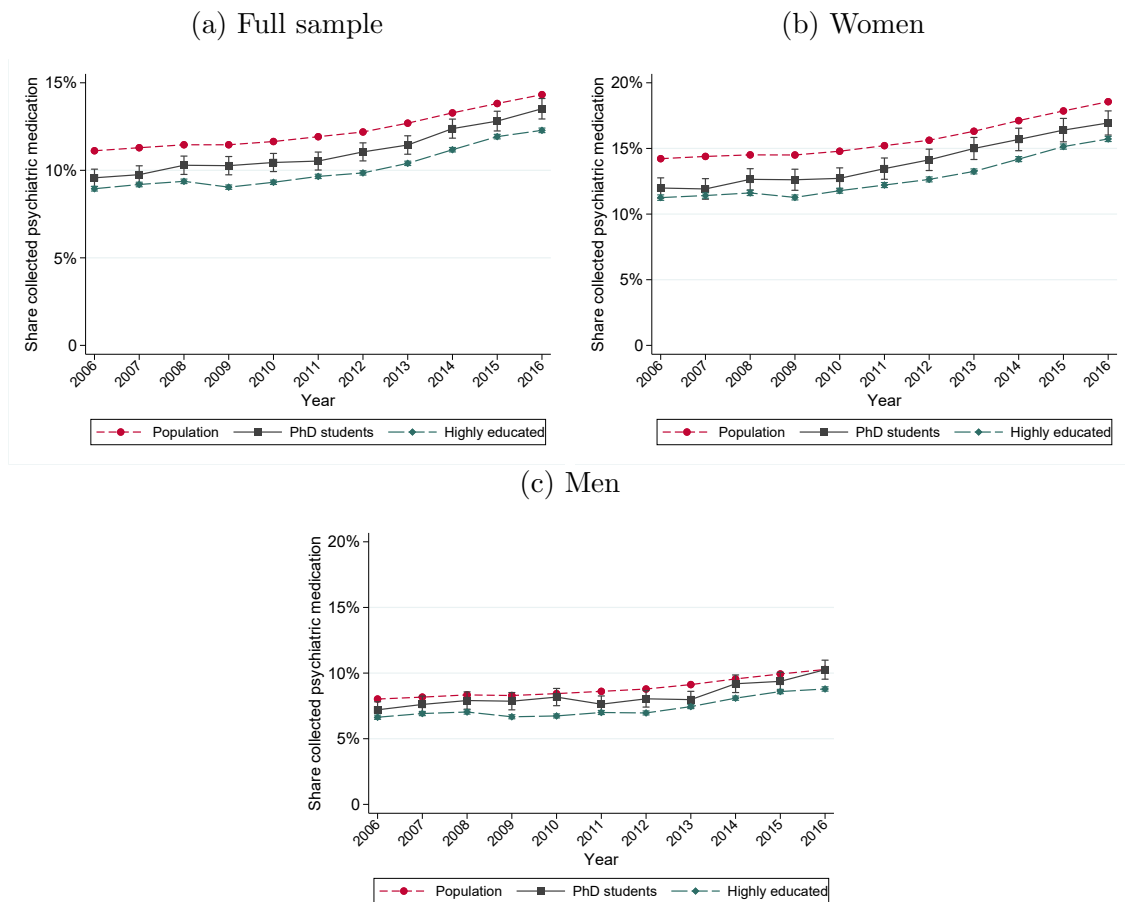 (a) Full sample
Share collected psychiatric medication
15%
10%
5%
0
2006 2007 2008 2009 2010 2011 2012 2013 2014 2015 2016
Year
Population PhD students Highly educated
(b) Women
Share collected psychiatric medication
20%
15%
10%
5%
0
2006 2007 2008 2009 2010 2011 2012 2013 2014 2015 2016
Year
Population PhD students Highly educated
(c) Men
Share collected psychiatric medication
20%
15%
10%
5%
0
2006 2007 2008 2009 2010 2011 2012 2013 2014 2015 2016
Year
Population PhD students Highly educated